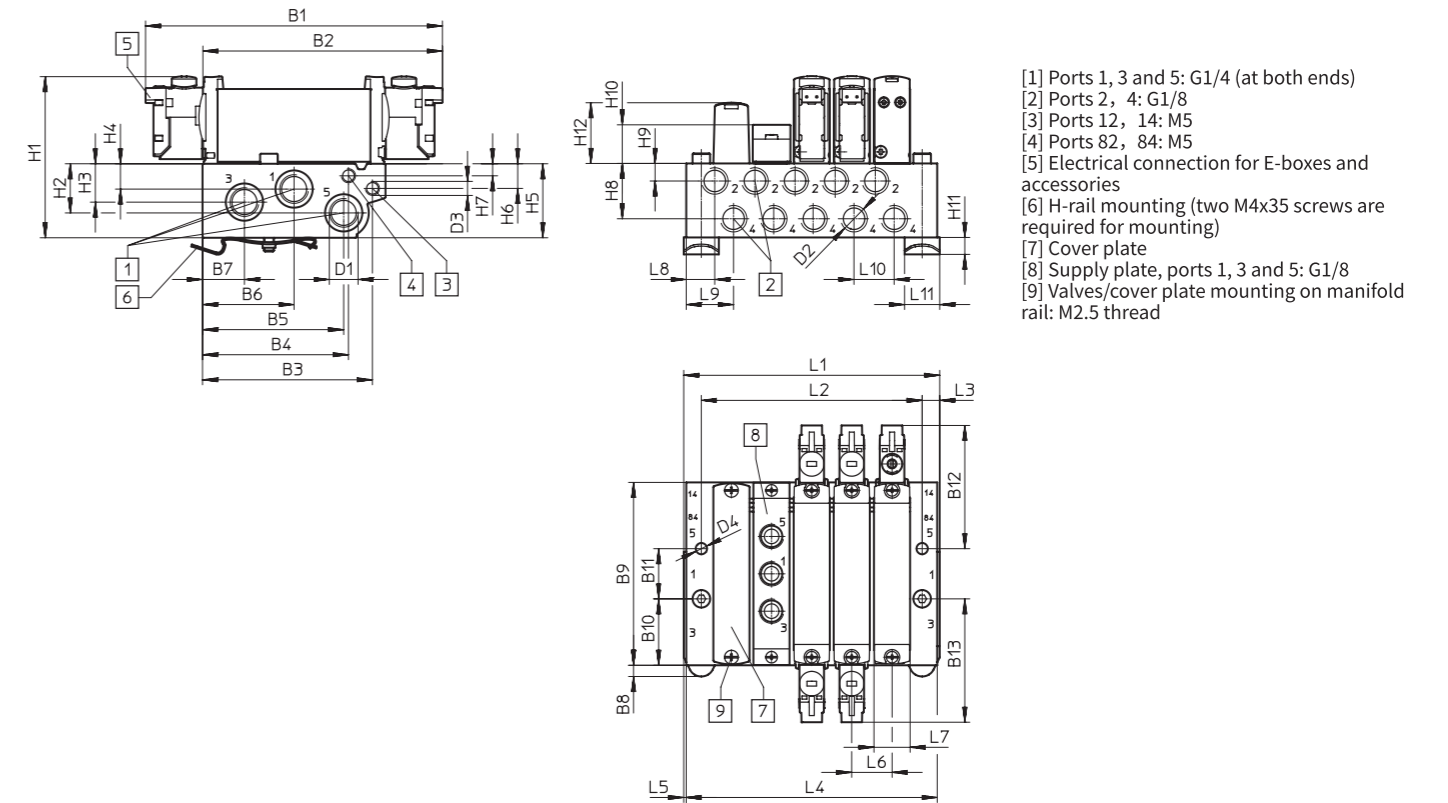 B1
B2
5
H1
H4
H3
H2
3
1
5
D3
H7
H6
H5
1
6
B7
D1
4
3
B6
B5
B4
B3
H12
H10
H9
H8
2 2 2 2 2
4 4 4 4 4
H11
D2
L8
L9
2
L10
L11
[1] Ports 1, 3 and 5: G1/4 (at both ends)
[2] Ports 2，4: G1/8
[3] Ports 12，14: M5
[4] Ports 82，84: M5
[5] Electrical connection for E-boxes and
accessories
[6] H-rail mounting (two M4x35 screws are
required for mounting)
[7] Cover plate
[8] Supply plate, ports 1, 3 and 5: G1/8
[9] Valves/cover plate mounting on manifold
rail: M2.5 thread
L1
L2
L3
8
B12
14
84
5
1
3
D4
5
1
3
14
84
5
1
3
B9
B11
B10
B8
B13
9
7
L7
L6
L5
L4